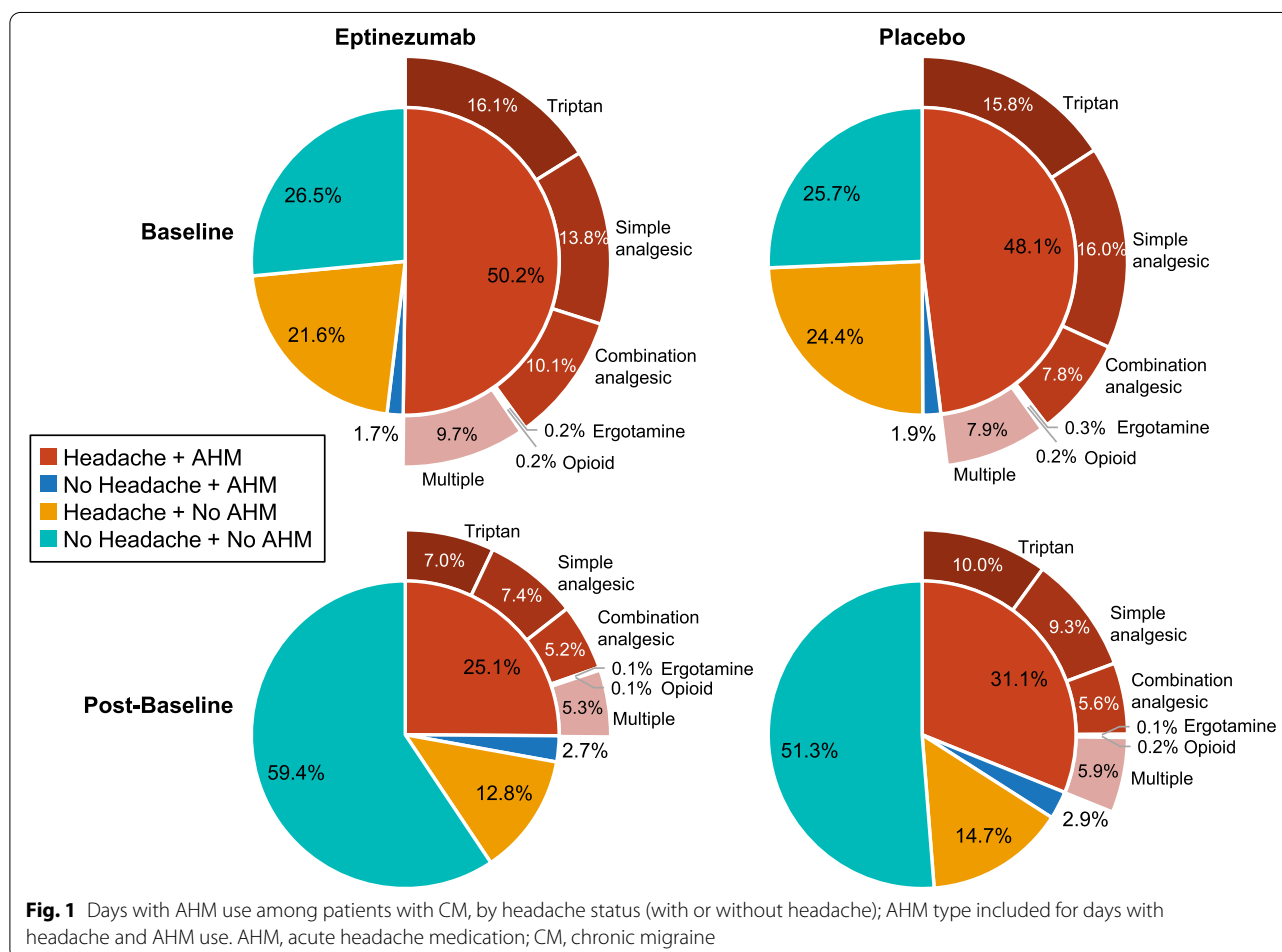 Eptinezumab
Placebo
Baseline
16.1%
Triptan
13.8%
Simple
analgesic
10.1%
Combination
analgesic
0.2% Ergotamine
0.2% Opioid
9.7%
Multiple
50.2%
1.7%
21.6%
26.5%
15.8%
Triptan
16.0%
Simple
analgesic
7.8%
Combination
analgesic
0.3% Ergotamine
0.2% Opioid
7.9%
Multiple
48.1%
1.9%
24.4%
25.7%
Headache + AHM
No Headache + AHM
Headache + No AHM
No Headache + No AHM
Post-Baseline
7.0%
Triptan
7.4%
Simple
analgesic
5.2%
Combination
analgesic
0.1% Ergotamine
0.1% Opioid
5.3%
Multiple
25.1%
2.7%
12.8%
59.4%
10.0%
Triptan
9.3%
Simple
analgesic
5.6%
Combination
analgesic
0.1% Ergotamine
0.2% Opioid
5.9%
Multiple
31.1%
2.9%
14.7%
51.3%
Fig. 1 Days with AHM use among patients with CM, by headache status (with or without headache); AHM type included for days with
headache and AHM use. AHM, acute headache medication; CM, chronic migraine